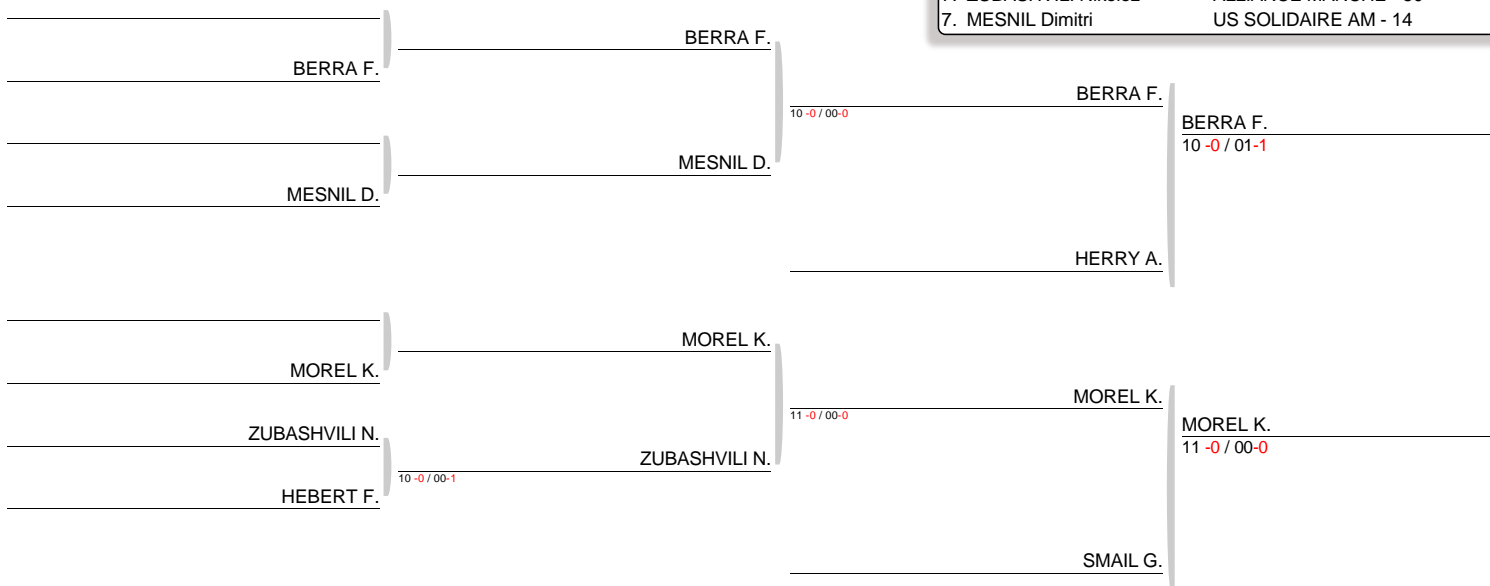 7. MESNIL Dimitri US SOLIDAIRE AM - 14
BERRA F.
BERRA F.
BERRA F.
10 -0 / 00-0
BERRA F.
10 -0 / 01-1
MESNIL D.
MESNIL D.
HERRY A.
MOREL K.
MOREL K.
MOREL K.
11 -0 / 00-0
MOREL K.
11 -0 / 00-0
ZUBASHVILI N.
ZUBASHVILI N.
10 -0 / 00-1
HEBERT F.
SMAIL G.